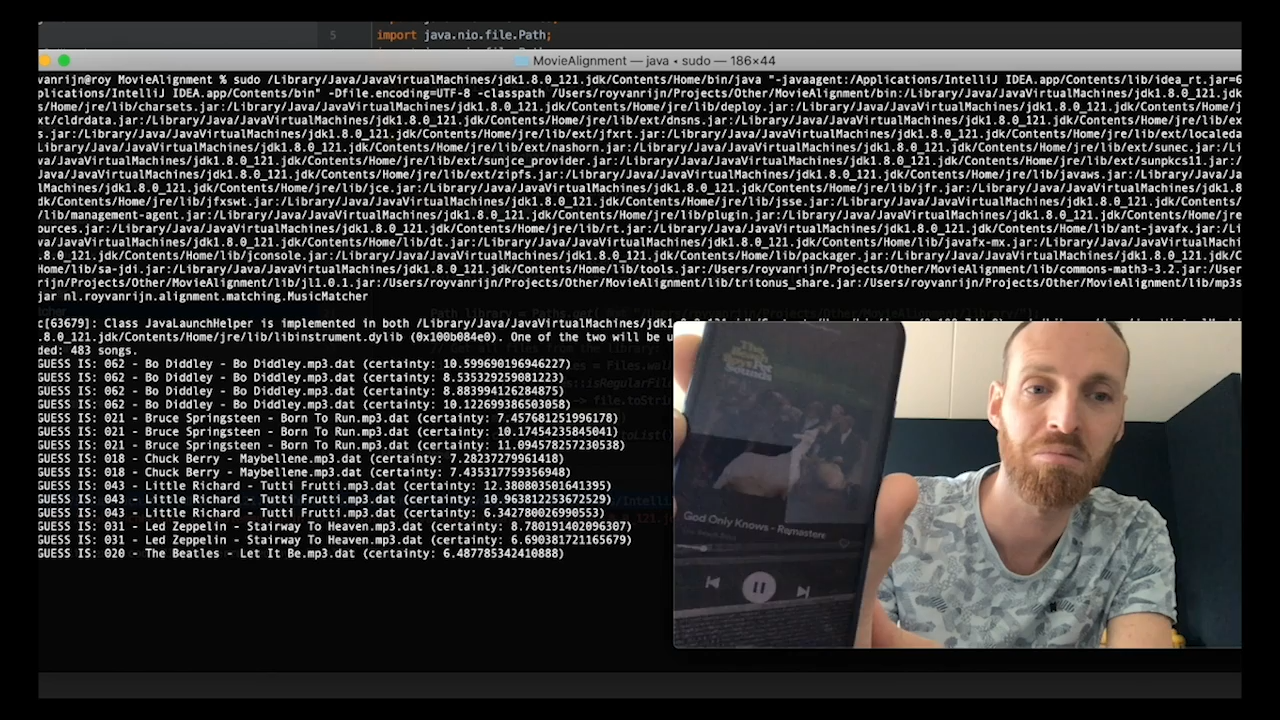 5 import java.nio.file.Path;
MovieAlignment — java • sudo — 186×44
vanrijn@roy MovieAlignment % sudo /Library/Java/JavaVirtualMachines/jdk1.8.0_121.jdk/Contents/Home/bin/java "-javaagent:/Applications/IntelliJ IDEA.app/Contents/lib/idea_rt.jar=6
plications/IntelliJ IDEA.app/Contents/bin" -Dfile.encoding=UTF-8 -classpath /Users/royvanrijn/Projects/Other/MovieAlignment/bin:/Library/Java/JavaVirtualMachines/jdk1.8.0_121.jdk
s/Home/jre/lib/charsets.jar:/Library/Java/JavaVirtualMachines/jdk1.8.0_121.jdk/Contents/Home/jre/lib/deploy.jar:/Library/Java/JavaVirtualMachines/jdk1.8.0_121.jdk/Contents/Home/j
xt/cldrdata.jar:/Library/Java/JavaVirtualMachines/jdk1.8.0_121.jdk/Contents/Home/jre/lib/ext/dnsns.jar:/Library/Java/JavaVirtualMachines/jdk1.8.0_121.jdk/Contents/Home/jre/lib/ex
s.jar:/Library/Java/JavaVirtualMachines/jdk1.8.0_121.jdk/Contents/Home/jre/lib/ext/jfxrt.jar:/Library/Java/JavaVirtualMachines/jdk1.8.0_121.jdk/Contents/Home/jre/lib/ext/localeda
Library/Java/JavaVirtualMachines/jdk1.8.0_121.jdk/Contents/Home/jre/lib/ext/nashorn.jar:/Library/Java/JavaVirtualMachines/jdk1.8.0_121.jdk/Contents/Home/jre/lib/ext/sunec.jar:/Li
va/JavaVirtualMachines/jdk1.8.0_121.jdk/Contents/Home/jre/lib/ext/sunjce_provider.jar:/Library/Java/JavaVirtualMachines/jdk1.8.0_121.jdk/Contents/Home/jre/lib/ext/sunpkcs11.jar:/
ava/JavaVirtualMachines/jdk1.8.0_121.jdk/Contents/Home/jre/lib/ext/zipfs.jar:/Library/Java/JavaVirtualMachines/jdk1.8.0_121.jdk/Contents/Home/jre/lib/javaws.jar:/Library/Java/Jav
lMachines/jdk1.8.0_121.jdk/Contents/Home/jre/lib/jce.jar:/Library/Java/JavaVirtualMachines/jdk1.8.0_121.jdk/Contents/Home/jre/lib/jfr.jar:/Library/Java/JavaVirtualMachines/jdk1.8
k/Contents/Home/jre/lib/jfxswt.jar:/Library/Java/JavaVirtualMachines/jdk1.8.0_121.jdk/Contents/Home/jre/lib/jsse.jar:/Library/Java/JavaVirtualMachines/jdk1.8.0_121.jdk/Contents/
/lib/management-agent.jar:/Library/Java/JavaVirtualMachines/jdk1.8.0_121.jdk/Contents/Home/jre/lib/plugin.jar:/Library/Java/JavaVirtualMachines/jdk1.8.0_121.jdk/Contents/Home/jre
ources.jar:/Library/Java/JavaVirtualMachines/jdk1.8.0_121.jdk/Contents/Home/jre/lib/rt.jar:/Library/Java/JavaVirtualMachines/jdk1.8.0_121.jdk/Contents/Home/lib/ant-javafx.jar:/Li
va/JavaVirtualMachines/jdk1.8.0_121.jdk/Contents/Home/lib/dt.jar:/Library/Java/JavaVirtualMachines/jdk1.8.0_121.jdk/Contents/Home/lib/javafx-mx.jar:/Library/Java/JavaVirtualMachi
ntents/Home/lib/jconsole.jar:/Library/Java/JavaVirtualMachines/jdk1.8.0_121.jdk/Contents/Home/lib/packager.jar:/Library/Java/JavaVirtualMachines/jdk1.8.0_121.jdk/Contents
Home/lib/sa-jdi.jar:/Library/Java/JavaVirtualMachines/jdk1.8.0_121.jdk/Contents/Home/lib/tools.jar:/Users/royvanrijn/Projects/Other/MovieAlignment/lib/commons-math3-3.2.jar:/User
rijn/Projects/Other/MovieAlignment/lib/jl1.0.1.jar:/Users/royvanrijn/Projects/Other/MovieAlignment/lib/tritonus_share.jar:/Users/royvanrijn/Projects/Other/MovieAlignment/lib/mp3s
jar nl.royvanrijn.alignment.matching.MusicMatcher
c[63679]: Class JavaLaunchHelper is implemented in both /Library/Java/JavaVirtualMachines/jdk1
/Contents/Home/jre/lib/libinstrument.dylib (0x100b084e0). One of the two will be u
ded: 483 songs.
GUESS IS: 062 - Bo Diddley - Bo Diddley.mp3.dat (certainty: 10.599690196946227)
GUESS IS: 062 - Bo Diddley - Bo Diddley.mp3.dat (certainty: 8.535329259081223)
GUESS IS: 062 - Bo Diddley - Bo Diddley.mp3.dat (certainty: 8.883994126284875)
GUESS IS: 062 - Bo Diddley - Bo Diddley.mp3.dat (certainty: 10.122699386503058)
GUESS IS: 021 - Bruce Springsteen - Born To Run.mp3.dat (certainty: 7.457681251996178)
GUESS IS: 021 - Bruce Springsteen - Born To Run.mp3.dat (certainty: 10.17454235845041)
GUESS IS: 021 - Bruce Springsteen - Born To Run.mp3.dat (certainty: 11.094578257230538)
GUESS IS: 018 - Chuck Berry - Maybellene.mp3.dat (certainty: 7.28237279961418)
GUESS IS: 018 - Chuck Berry - Maybellene.mp3.dat (certainty: 7.435317759356948)
GUESS IS: 043 - Little Richard - Tutti Frutti.mp3.dat (certainty: 12.380803501641395)
GUESS IS: 043 - Little Richard - Tutti Frutti.mp3.dat (certainty: 10.963812253672529)
GUESS IS: 043 - Little Richard - Tutti Frutti.mp3.dat (certainty: 6.342780026990553)
GUESS IS: 031 - Led Zeppelin - Stairway To Heaven.mp3.dat (certainty: 8.780191402096307)
GUESS IS: 031 - Led Zeppelin - Stairway To Heaven.mp3.dat (certainty: 6.690381721165679)
GUESS IS: 020 - The Beatles - Let It Be.mp3.dat (certainty: 6.487785342410888)
The
Beach
Boys Pet
Sounds
God Only Knows - Remastere